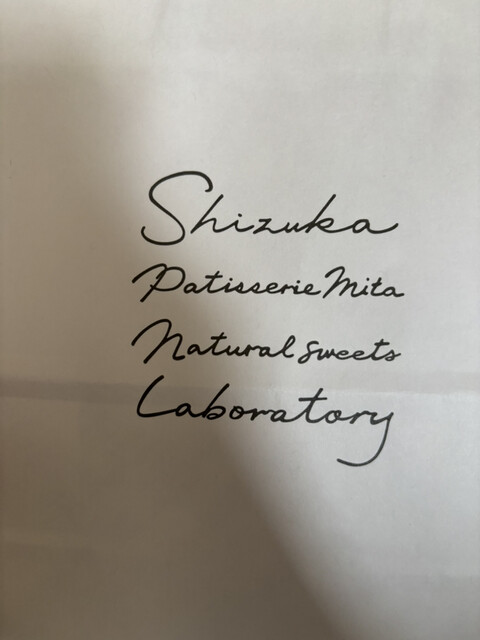 Shizuka
Patisserie Mita
Natural Sweets
Laboratory